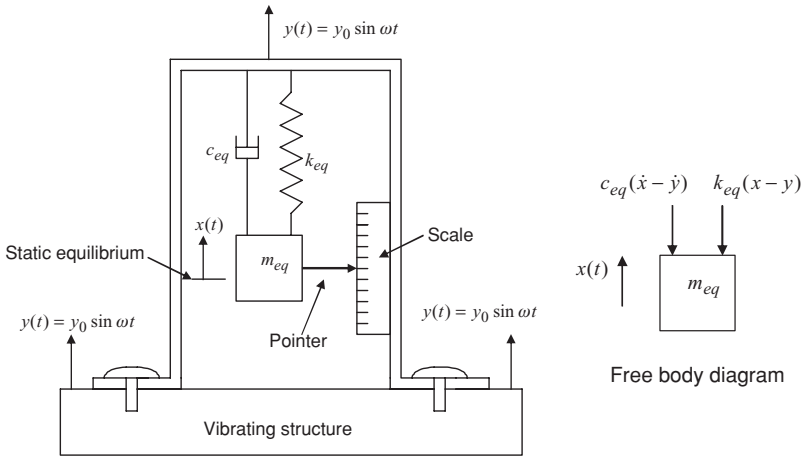 y(t) = y₀ sin ωt
c_eq
k_eq
x(t)
Static equilibrium
m_eq
Scale
Pointer
y(t) = y₀ sin ωt
y(t) = y₀ sin ωt
Vibrating structure
c_eq(ẋ − ẏ)
k_eq(x − y)
x(t)
m_eq
Free body diagram